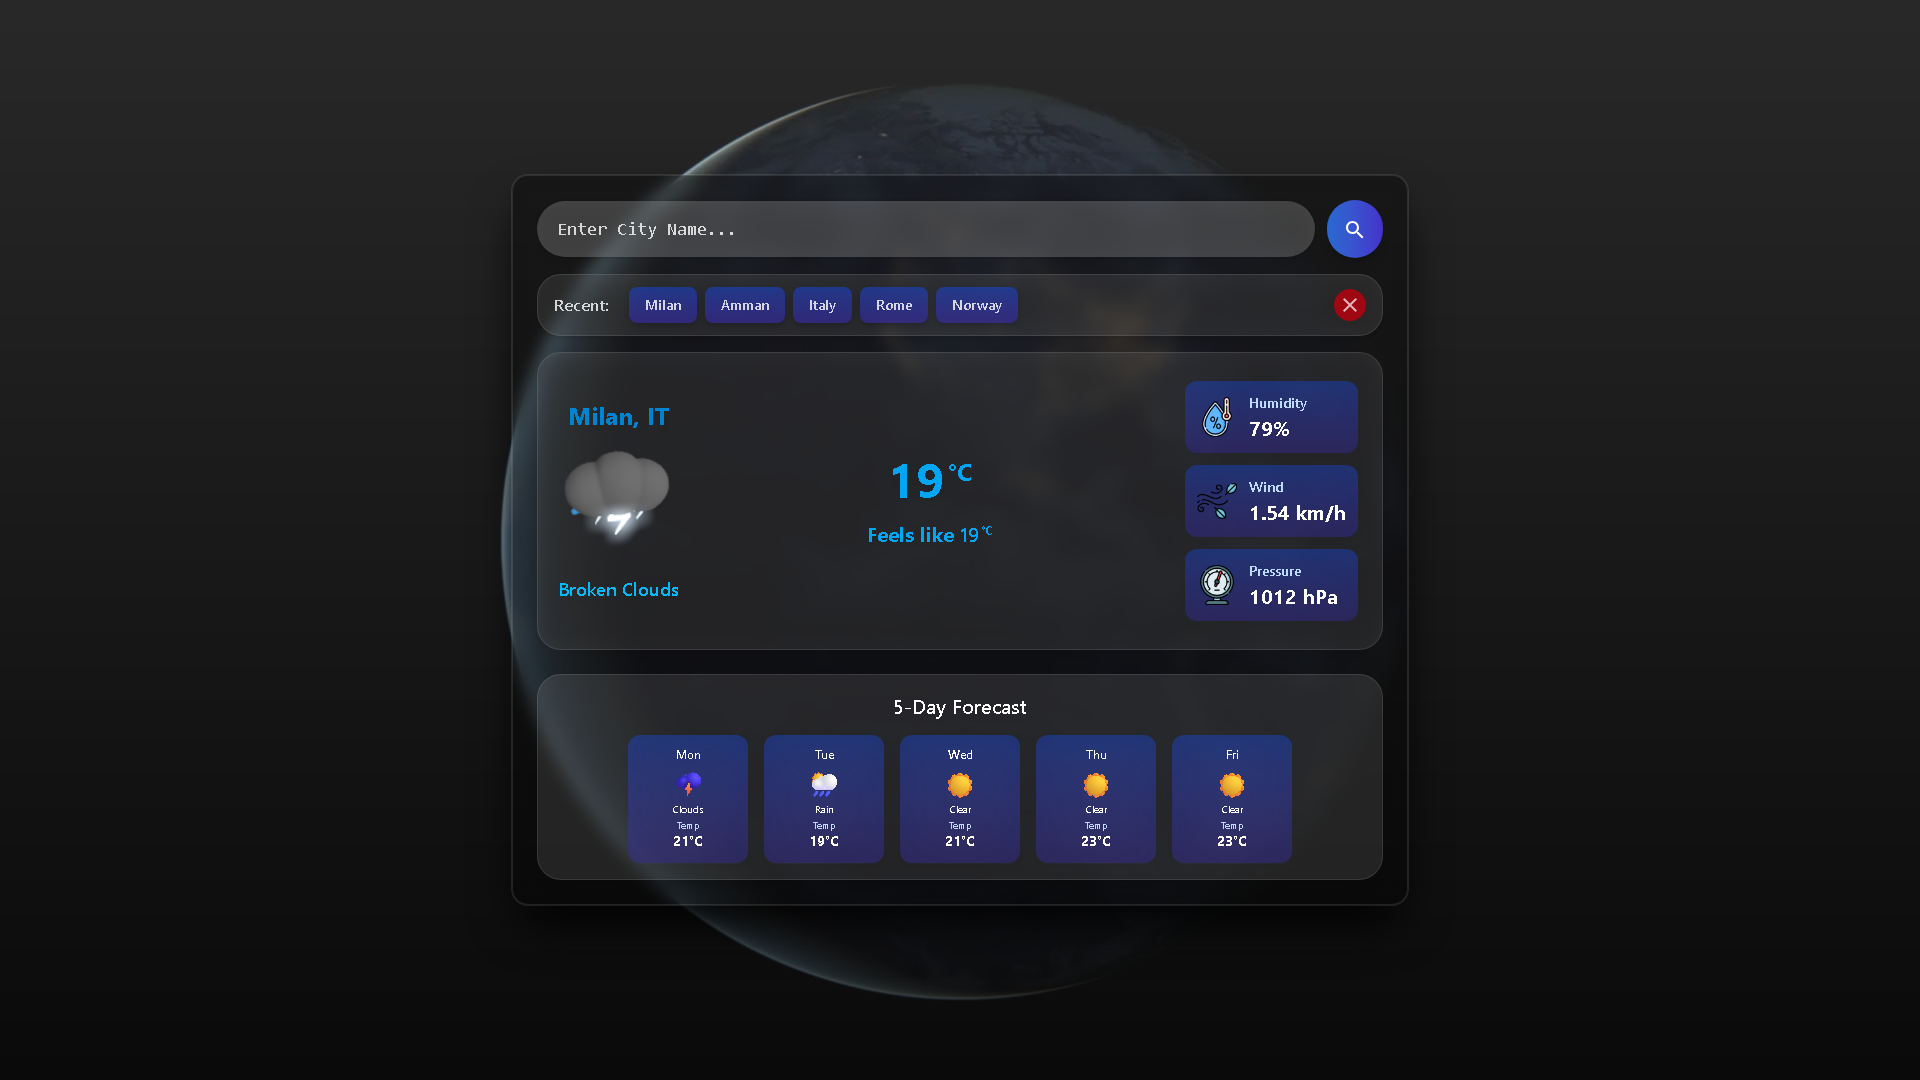 Enter City Name...
Recent: Milan Amman Italy Rome Norway
Milan, IT
Broken Clouds
19°C
Feels like 19°C
Humidity
79%
Wind
1.54 km/h
Pressure
1012 hPa
5-Day Forecast
Mon
Clouds
Temp
21°C
Tue
Rain
Temp
19°C
Wed
Clear
Temp
21°C
Thu
Clear
Temp
23°C
Fri
Clear
Temp
23°C